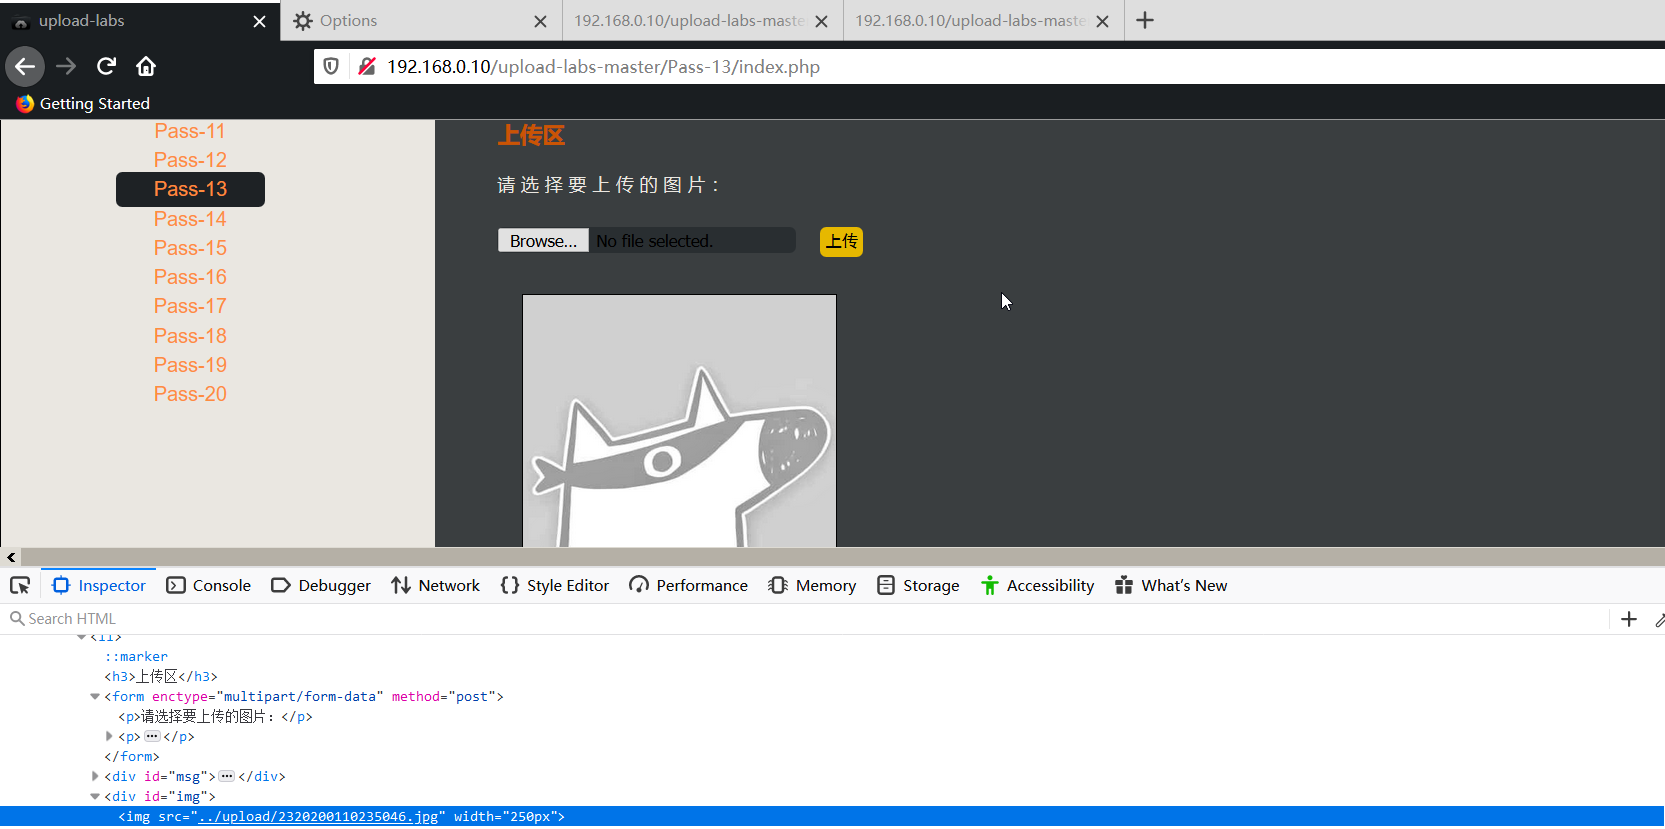 upload-labs
Options
192.168.0.10/upload-labs-maste
192.168.0.10/upload-labs-maste
192.168.0.10/upload-labs-master/Pass-13/index.php
Getting Started
Pass-11
Pass-12
Pass-13
Pass-14
Pass-15
Pass-16
Pass-17
Pass-18
Pass-19
Pass-20
上传区
请选择要上传的图片：
Browse... No file selected. 上传
Inspector Console Debugger Network Style Editor Performance Memory Storage Accessibility What's New
Search HTML
<li>
::marker
<h3>上传区</h3>
<form enctype="multipart/form-data" method="post">
<p>请选择要上传的图片：</p>
<p>…</p>
</form>
<div id="msg">…</div>
<div id="img">
<img src="../upload/2320200110235046.jpg" width="250px">